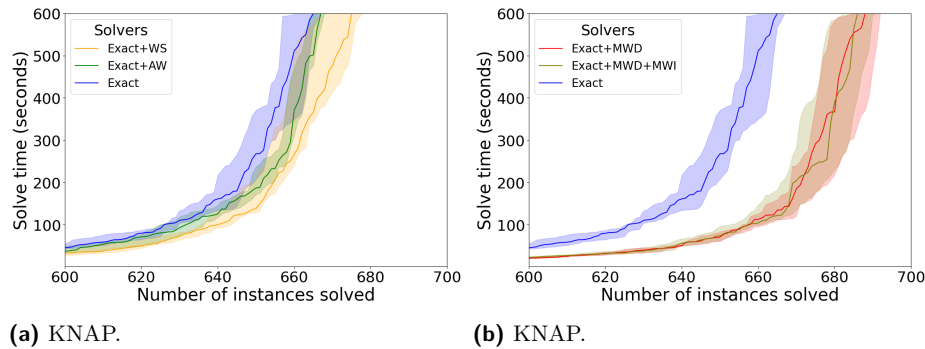 Solvers
Exact+WS
Exact+AW
Exact
Solve time (seconds)
600
500
400
300
200
100
600 620 640 660 680 700
Number of instances solved
(a) KNAP.
Solvers
Exact+MWD
Exact+MWD+MWI
Exact
Solve time (seconds)
600
500
400
300
200
100
600 620 640 660 680 700
Number of instances solved
(b) KNAP.